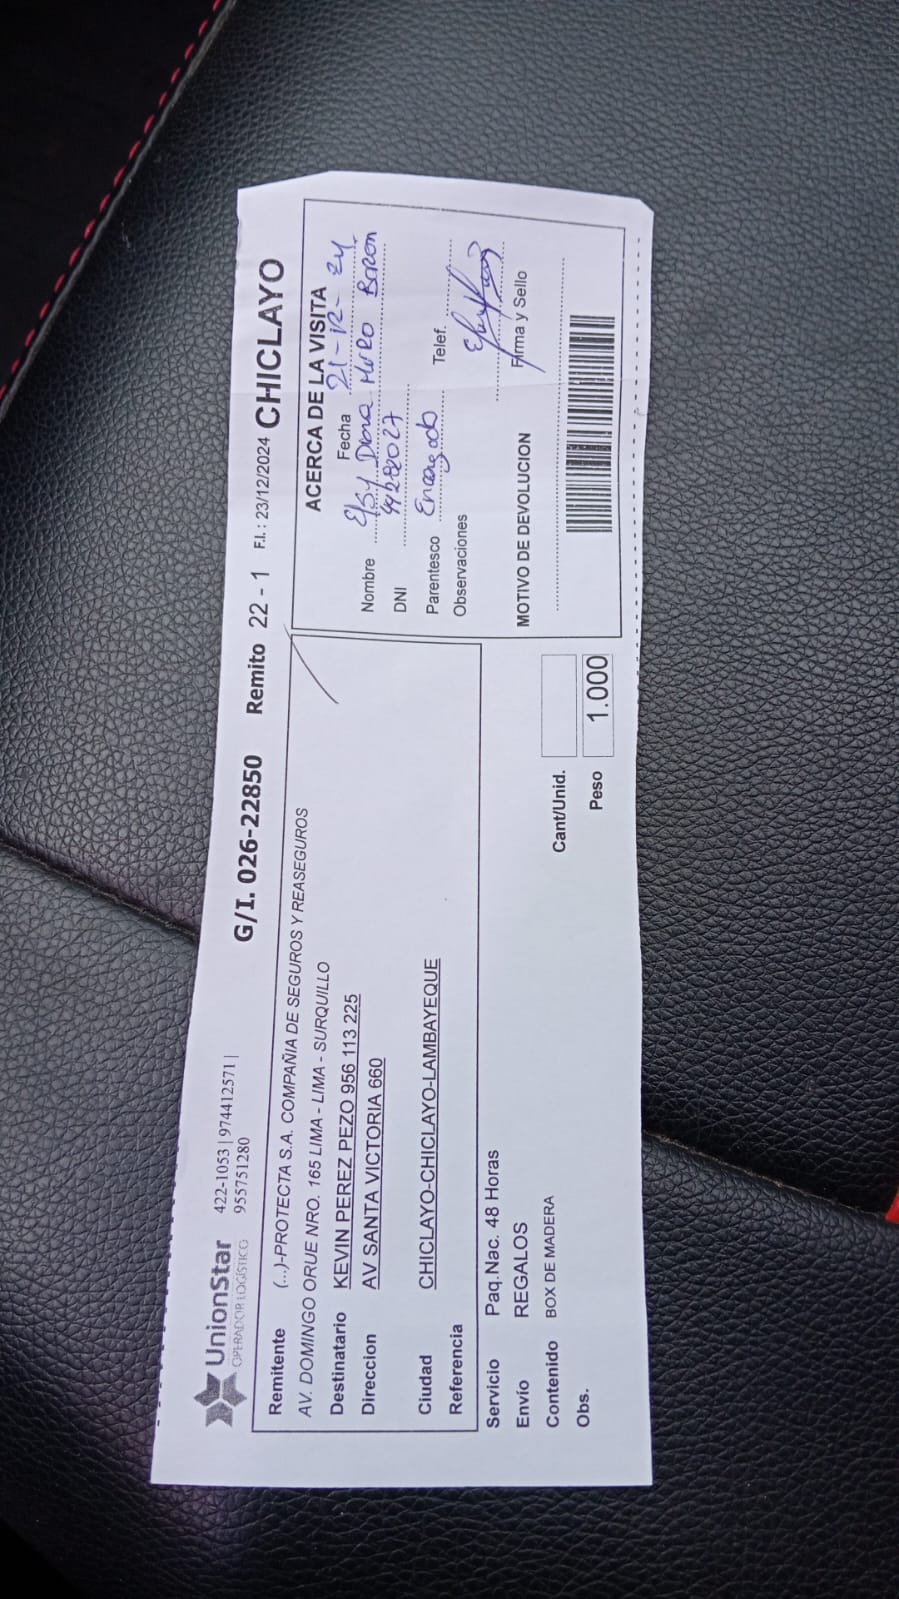 UnionStar
OPERADOR LOGÍSTICO
422-1053 | 974412571 |
955751280
G/I. 026-22850 Remito 22 - 1 F.I.: 23/12/2024 CHICLAYO
Remitente (...)-PROTECTA S.A. COMPAÑIA DE SEGUROS Y REASEGUROS
AV. DOMINGO ORUE NRO. 165 LIMA - LIMA - SURQUILLO
Destinatario KEVIN PEREZ PEZO 956 113 225
Direccion AV SANTA VICTORIA 660
Ciudad CHICLAYO-CHICLAYO-LAMBAYEQUE
Referencia
Servicio Paq.Nac. 48 Horas
Envío REGALOS
Contenido BOX DE MADERA
Obs.
Cant/Unid.
Peso 1.000
ACERCA DE LA VISITA
Fecha 21-12-24
Nombre Diana
DNI
Parentesco Encargado Telef.
Observaciones
Firma y Sello
MOTIVO DE DEVOLUCION